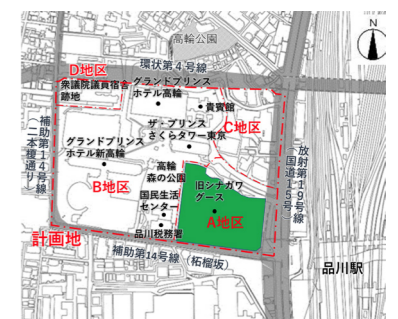 高輪公園
N
D地区
環状第4号線
衆議院議員宿舎
跡地
グランドプリンス
ホテル高輪
貴賓館
C地区
ザ・プリンス
さくらタワー東京
グランドプリンス
ホテル新高輪
補助第14号線
(二本榎通り)
放射第19号線
(国道15号)
高輪
森の公園
旧シナガワ
グース
B地区
国民生活
センター
A地区
品川税務署
計画地
補助第14号線(柘榴坂)
品川駅